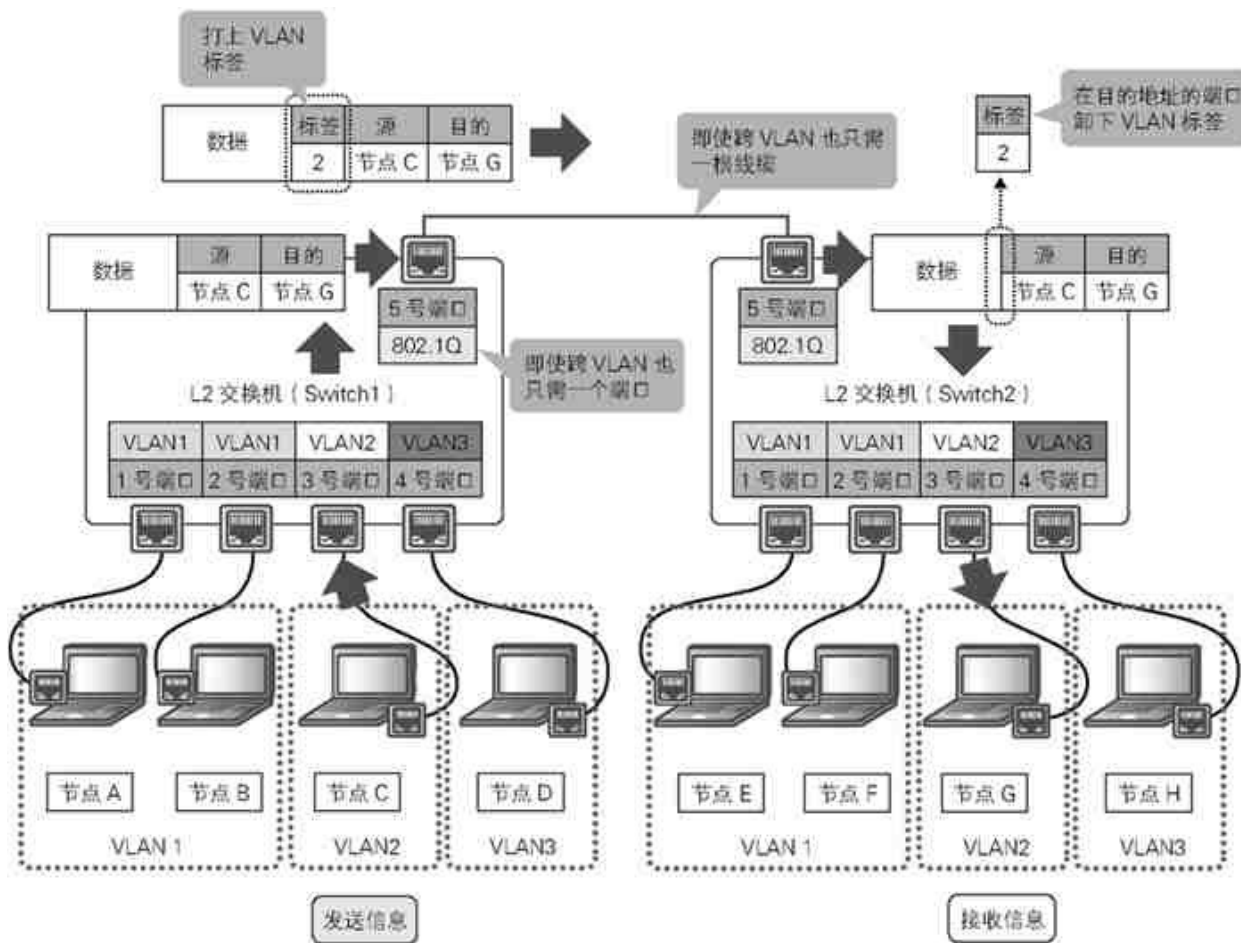 打上 VLAN
标签
数据
标签 源 目的
2 节点 C 节点 G
即使跨 VLAN 也只需
一根线缆
标签
2
在目的地址的端口
卸下 VLAN 标签
数据
源 目的
节点 C 节点 G
5 号端口
802.1Q
即使跨 VLAN 也
只需一个端口
L2 交换机（Switch1）
VLAN1 VLAN1 VLAN2 VLAN3
1 号端口 2 号端口 3 号端口 4 号端口
5 号端口
802.1Q
数据
源 目的
节点 C 节点 G
L2 交换机（Switch2）
VLAN1 VLAN1 VLAN2 VLAN3
1 号端口 2 号端口 3 号端口 4 号端口
节点 A 节点 B 节点 C 节点 D
VLAN 1 VLAN2 VLAN3
发送信息
节点 E 节点 F 节点 G 节点 H
VLAN 1 VLAN2 VLAN3
接收信息